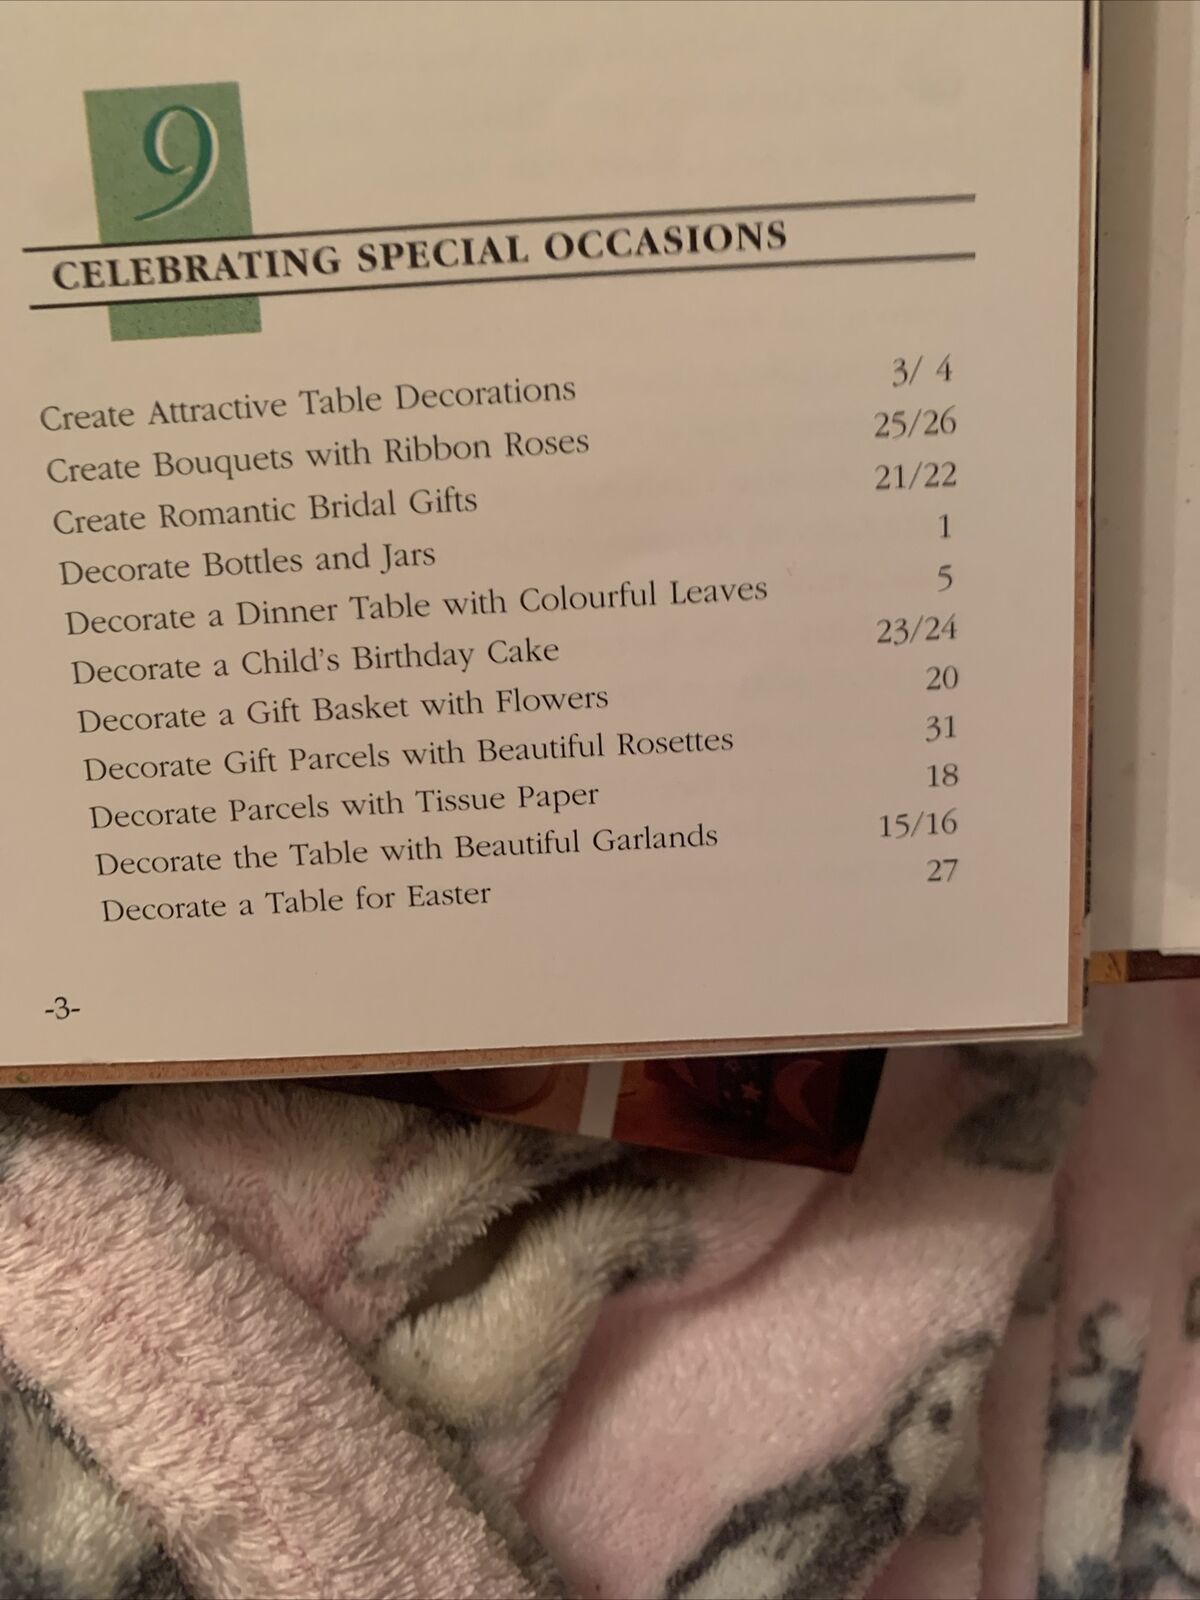 9
CELEBRATING SPECIAL OCCASIONS
Create Attractive Table Decorations 3/ 4
Create Bouquets with Ribbon Roses 25/26
Create Romantic Bridal Gifts 21/22
Decorate Bottles and Jars 1
Decorate a Dinner Table with Colourful Leaves 5
Decorate a Child's Birthday Cake 23/24
Decorate a Gift Basket with Flowers 20
Decorate Gift Parcels with Beautiful Rosettes 31
Decorate Parcels with Tissue Paper 18
Decorate the Table with Beautiful Garlands 15/16
Decorate a Table for Easter 27
-3-